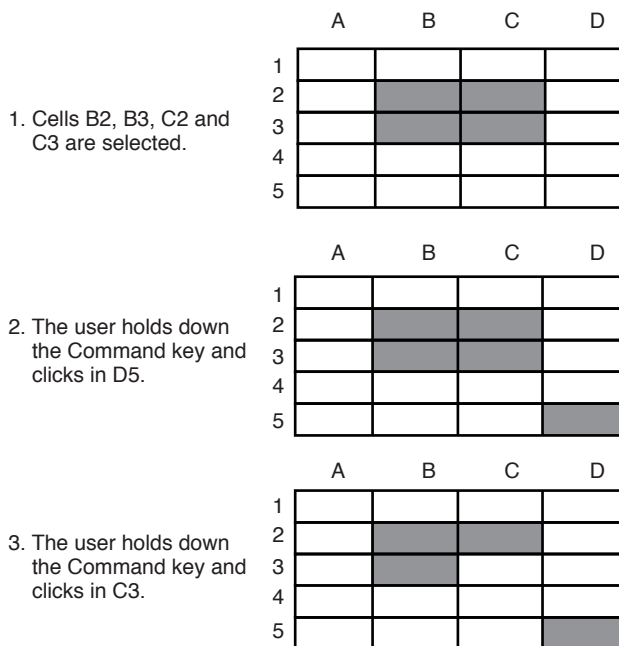 A B C D
1
2
3
4
5
1. Cells B2, B3, C2 and
C3 are selected.
A B C D
1
2
3
4
5
2. The user holds down
the Command key and
clicks in D5.
A B C D
1
2
3
4
5
3. The user holds down
the Command key and
clicks in C3.